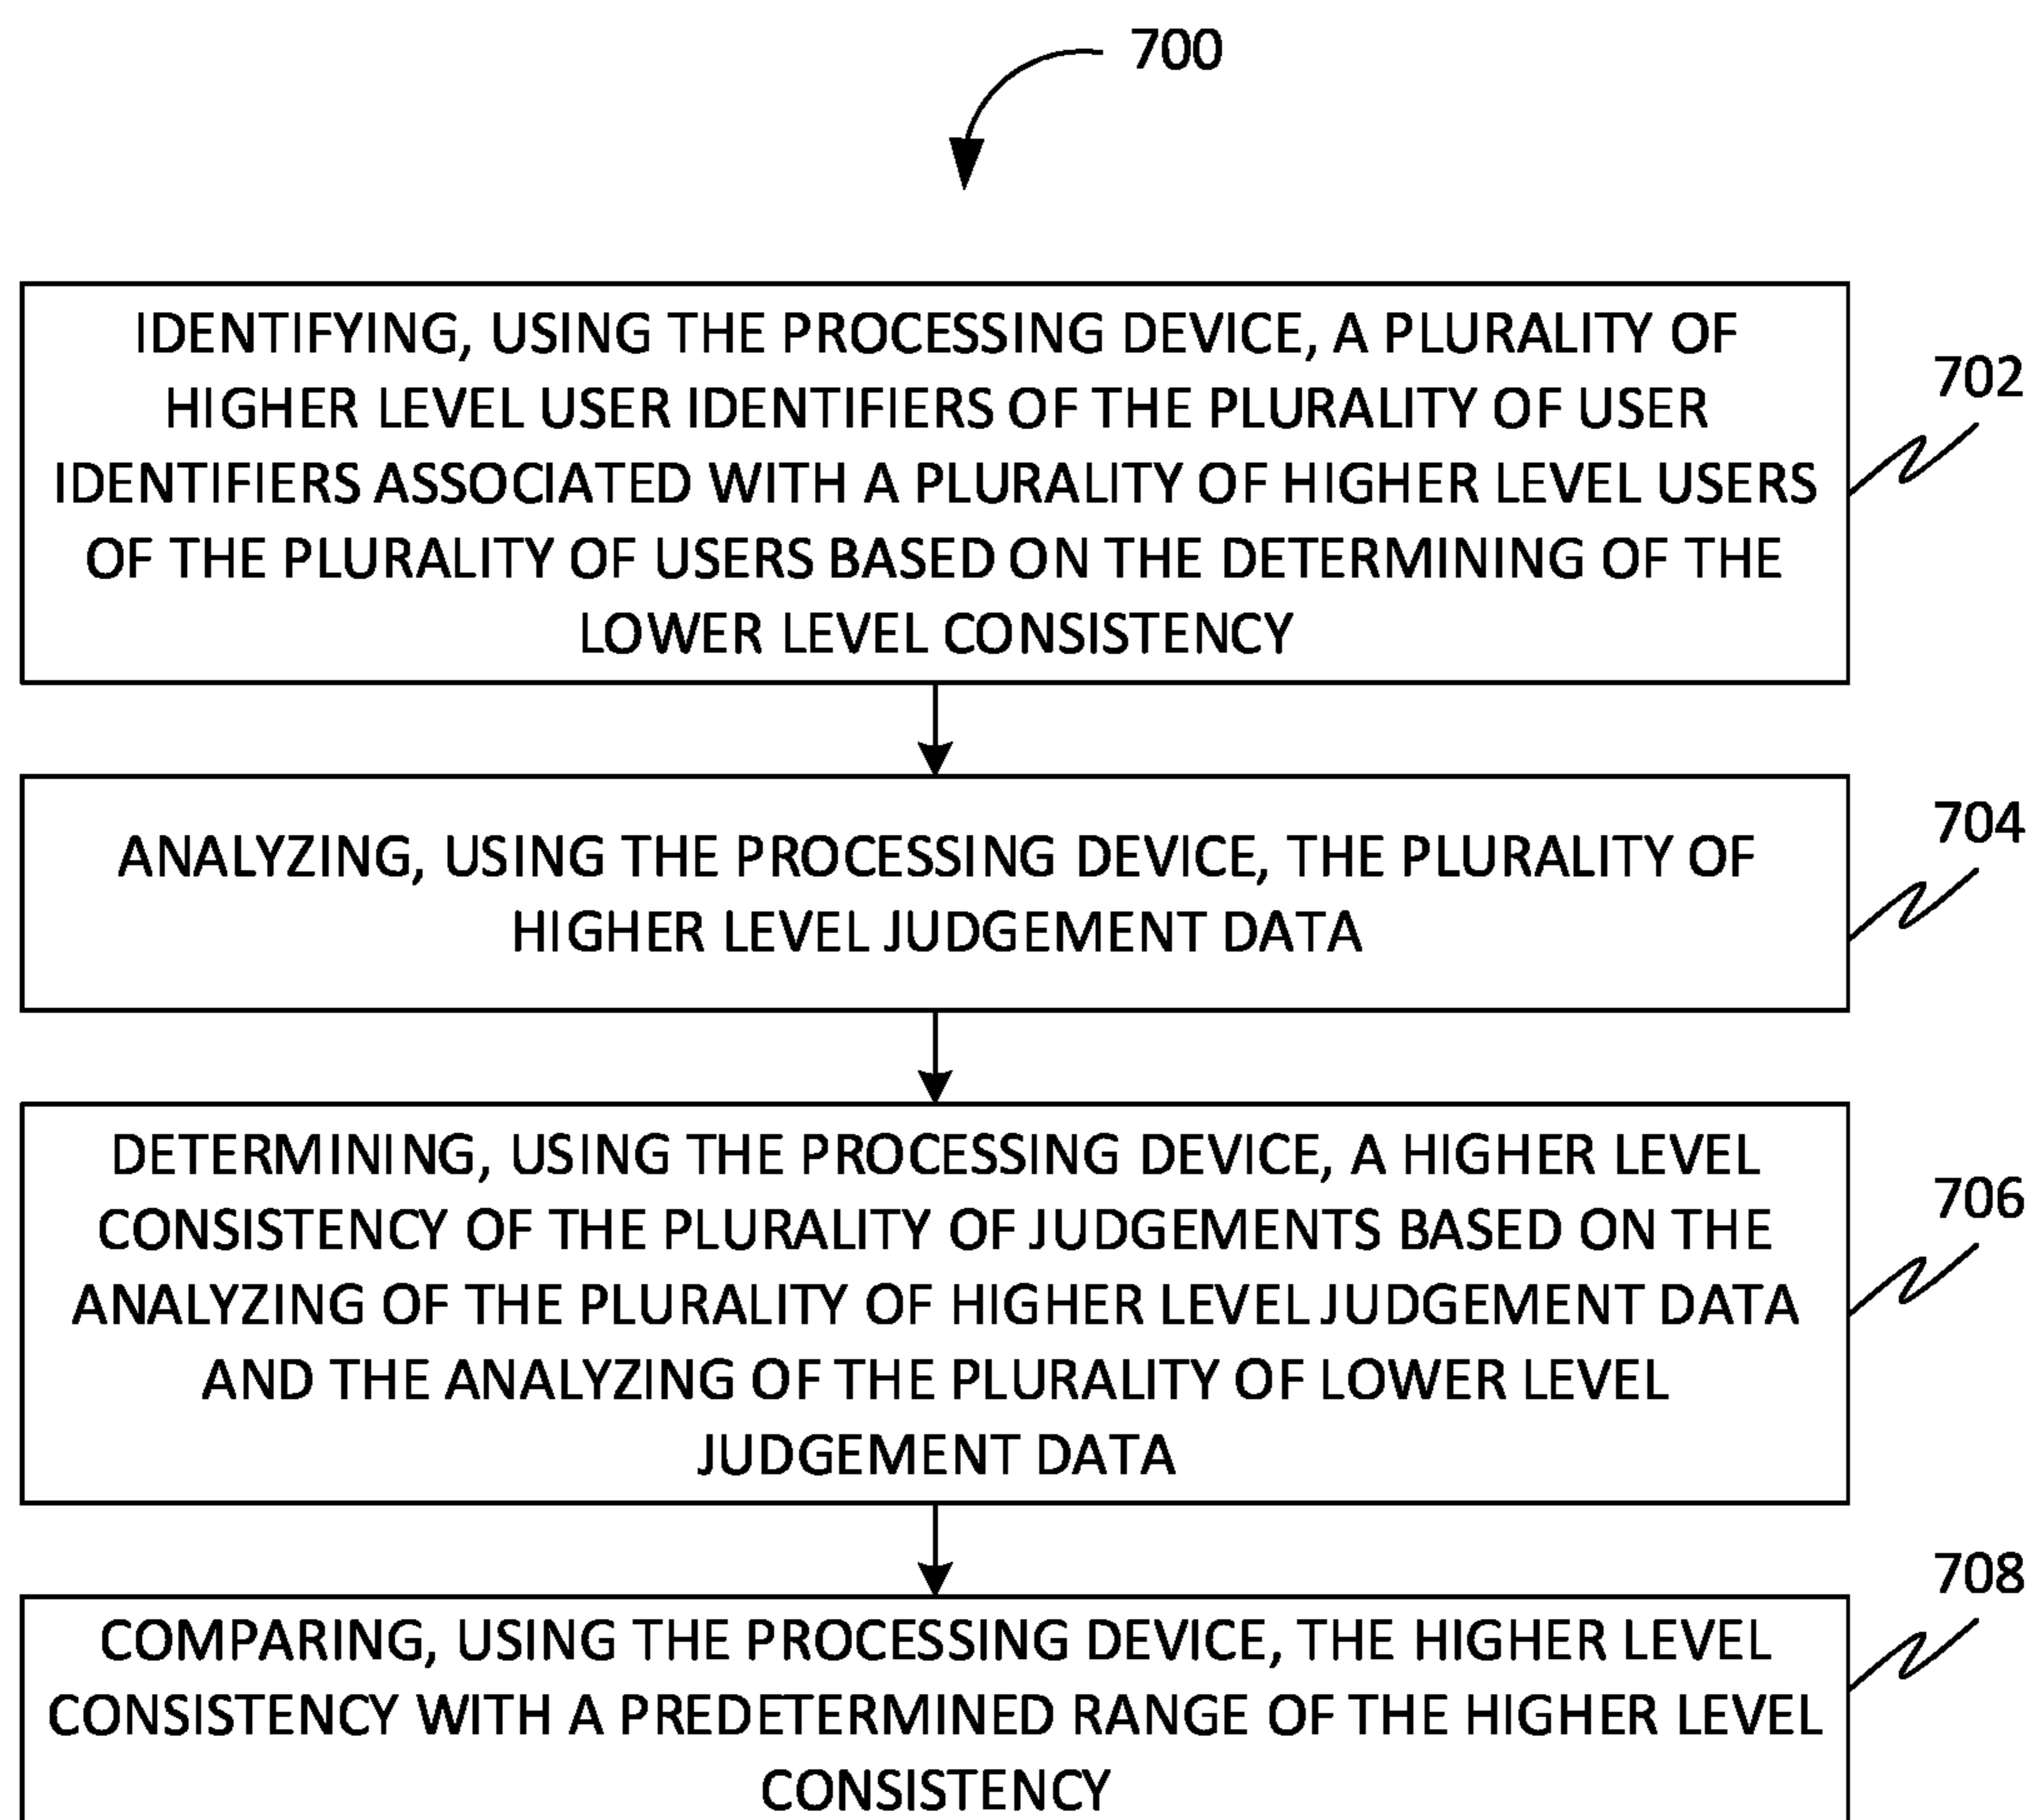 700
IDENTIFYING, USING THE PROCESSING DEVICE, A PLURALITY OF
HIGHER LEVEL USER IDENTIFIERS OF THE PLURALITY OF USER
IDENTIFIERS ASSOCIATED WITH A PLURALITY OF HIGHER LEVEL USERS
OF THE PLURALITY OF USERS BASED ON THE DETERMINING OF THE
LOWER LEVEL CONSISTENCY
702
ANALYZING, USING THE PROCESSING DEVICE, THE PLURALITY OF
HIGHER LEVEL JUDGEMENT DATA
704
DETERMINING, USING THE PROCESSING DEVICE, A HIGHER LEVEL
CONSISTENCY OF THE PLURALITY OF JUDGEMENTS BASED ON THE
ANALYZING OF THE PLURALITY OF HIGHER LEVEL JUDGEMENT DATA
AND THE ANALYZING OF THE PLURALITY OF LOWER LEVEL
JUDGEMENT DATA
706
COMPARING, USING THE PROCESSING DEVICE, THE HIGHER LEVEL
CONSISTENCY WITH A PREDETERMINED RANGE OF THE HIGHER LEVEL
CONSISTENCY
708